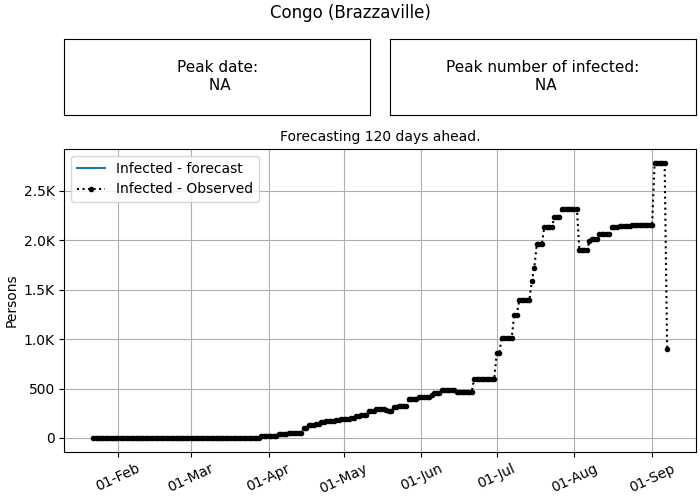 Congo (Brazzaville)
Peak date:
NA
Peak number of infected:
NA
Forecasting 120 days ahead.
Infected - forecast
Infected - Observed
Persons
2.5K
2.0K
1.5K
1.0K
500
0
01-Feb
01-Mar
01-Apr
01-May
01-Jun
01-Jul
01-Aug
01-Sep